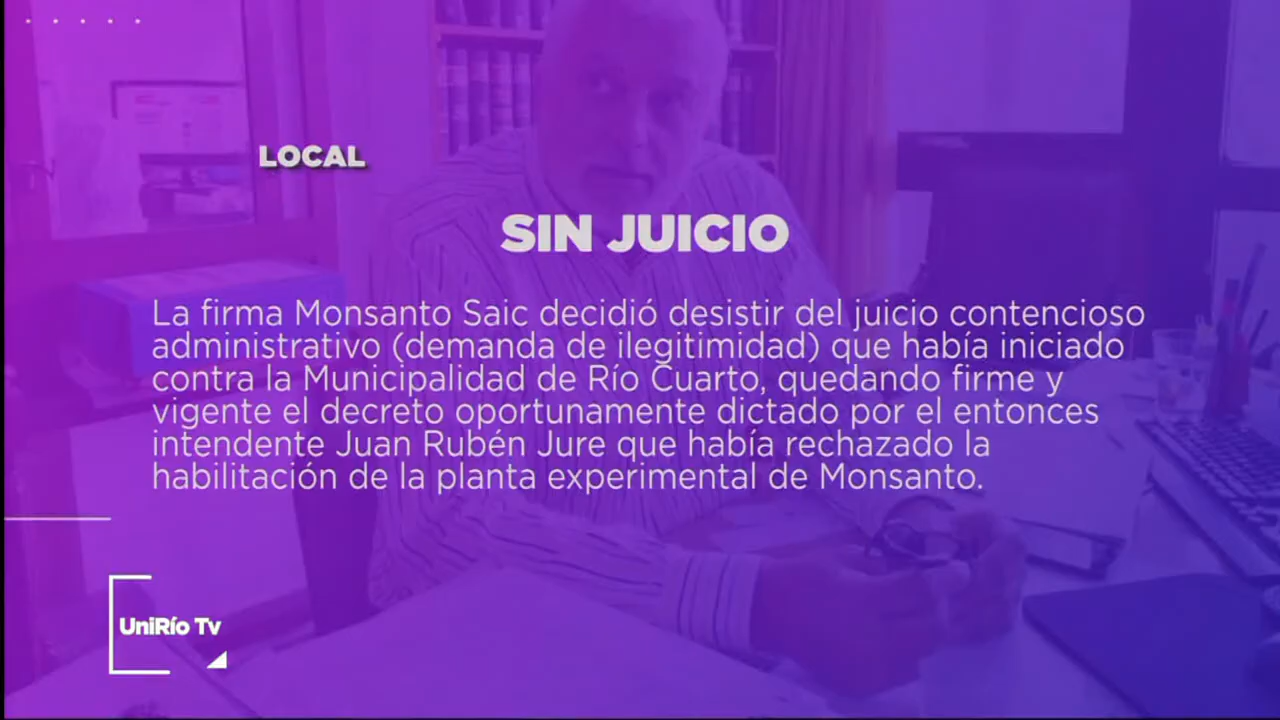 LOCAL
SIN JUICIO
La firma Monsanto Saic decidió desistir del juicio contencioso
administrativo (demanda de ilegitimidad) que había iniciado
contra la Municipalidad de Río Cuarto, quedando firme y
vigente el decreto oportunamente dictado por el entonces
intendente Juan Rubén Jure que había rechazado la
habilitación de la planta experimental de Monsanto.
UniRío Tv